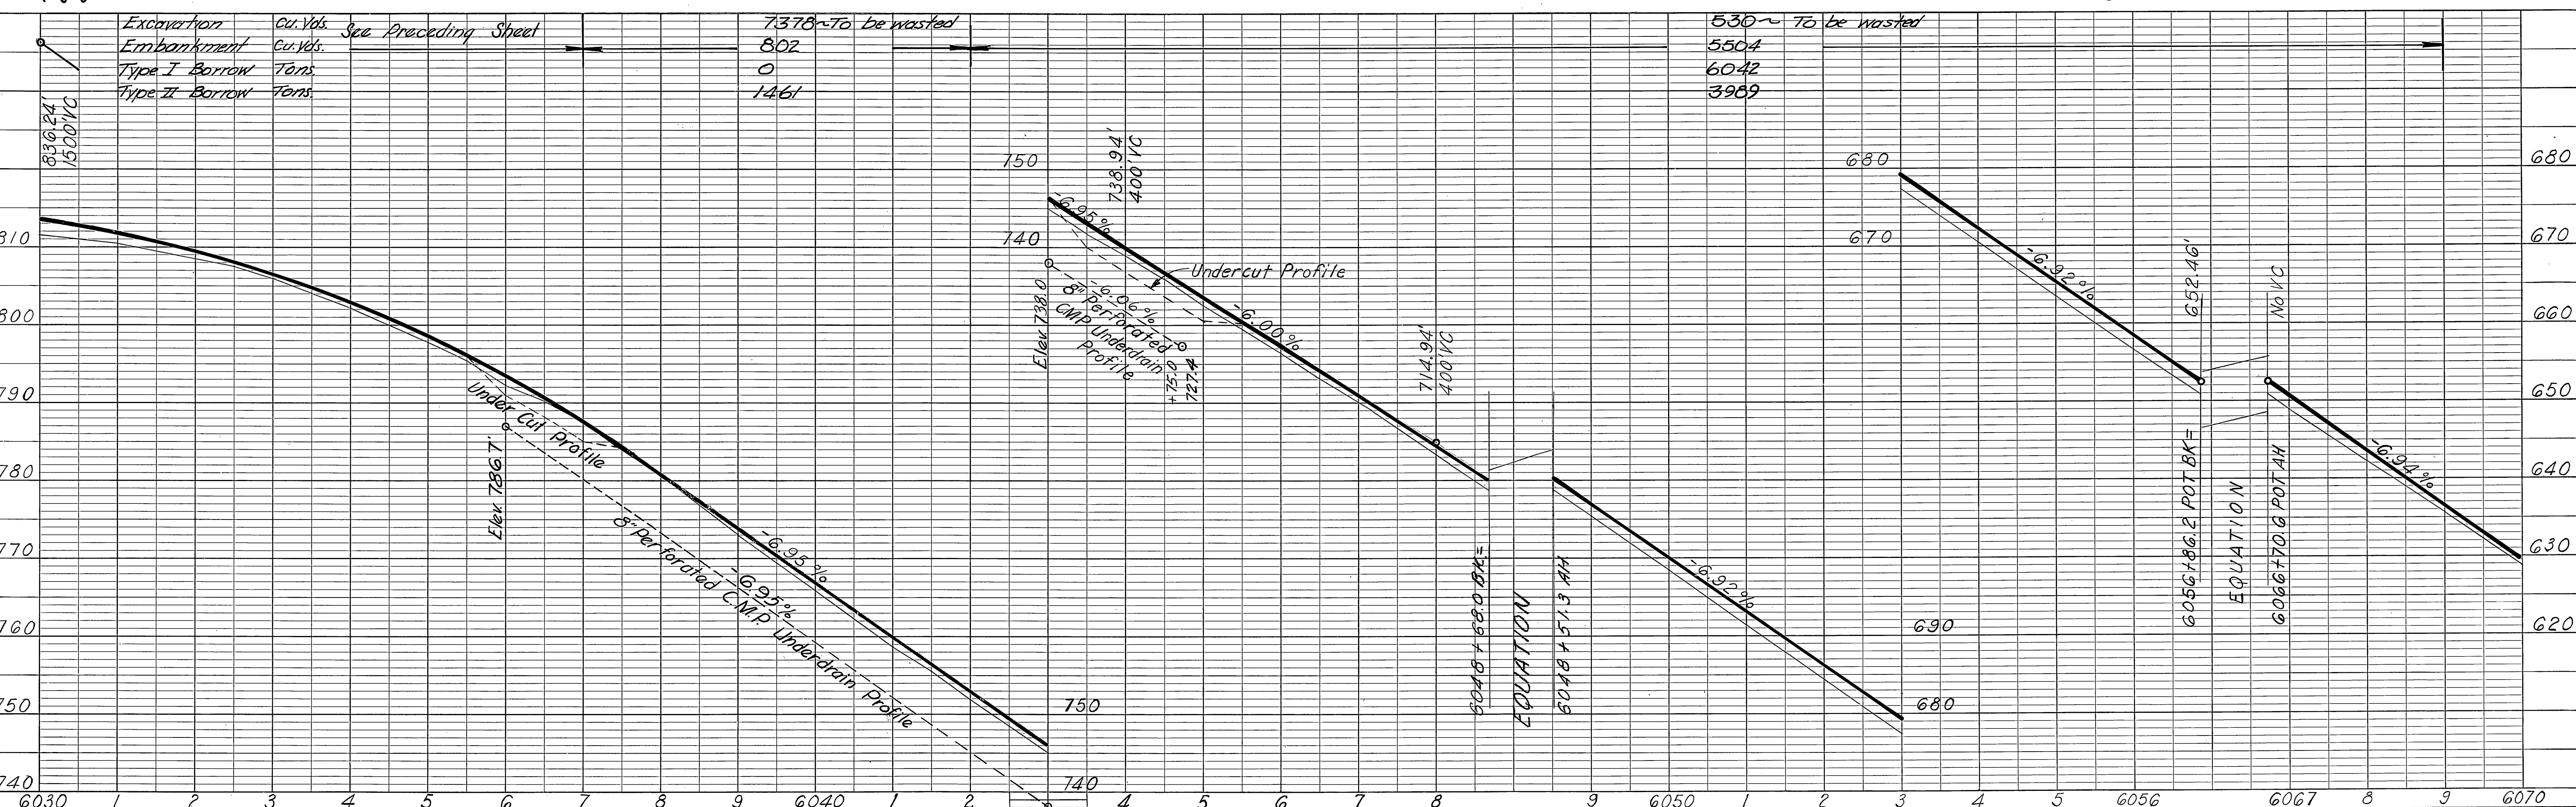 Excavation Cu.Yds. See Preceding Sheet 7378~To be wasted 530~ To be wasted
Embankment Cu.Yds. 802 5504
Type I Borrow Tons 0 6042
Type II Borrow Tons. 1461 3989
836.24'
1500'VC
810
800
790
780
770
760
750
740
Under Cut Profile
Elev. 786.7'
8" Perforated C.M.P. Underdrain Profile
-6.95%
-6.95%
750
740
750
740
738.94'
400'VC
-6.95%
Undercut Profile
-6.06%
8" Perforated
CMP Underdrain
Profile
Elev 738.0
+75.0
727.4
-6.00%
714.94'
400'VC
6048+68.0 BK=
EQUATION
6048+51.3 AH
-6.92%
690
680
680
670
-6.92%
652.46'
No VC
6056+86.2 POT BK=
EQUATION
6066+70.6 POT AH
-6.94%
680
670
660
650
640
630
620
6030 1 2 3 4 5 6 7 8 9 6040 1 2 4 5 6 7 8 9 6050 1 2 3 4 5 6056 6067 8 9 6070